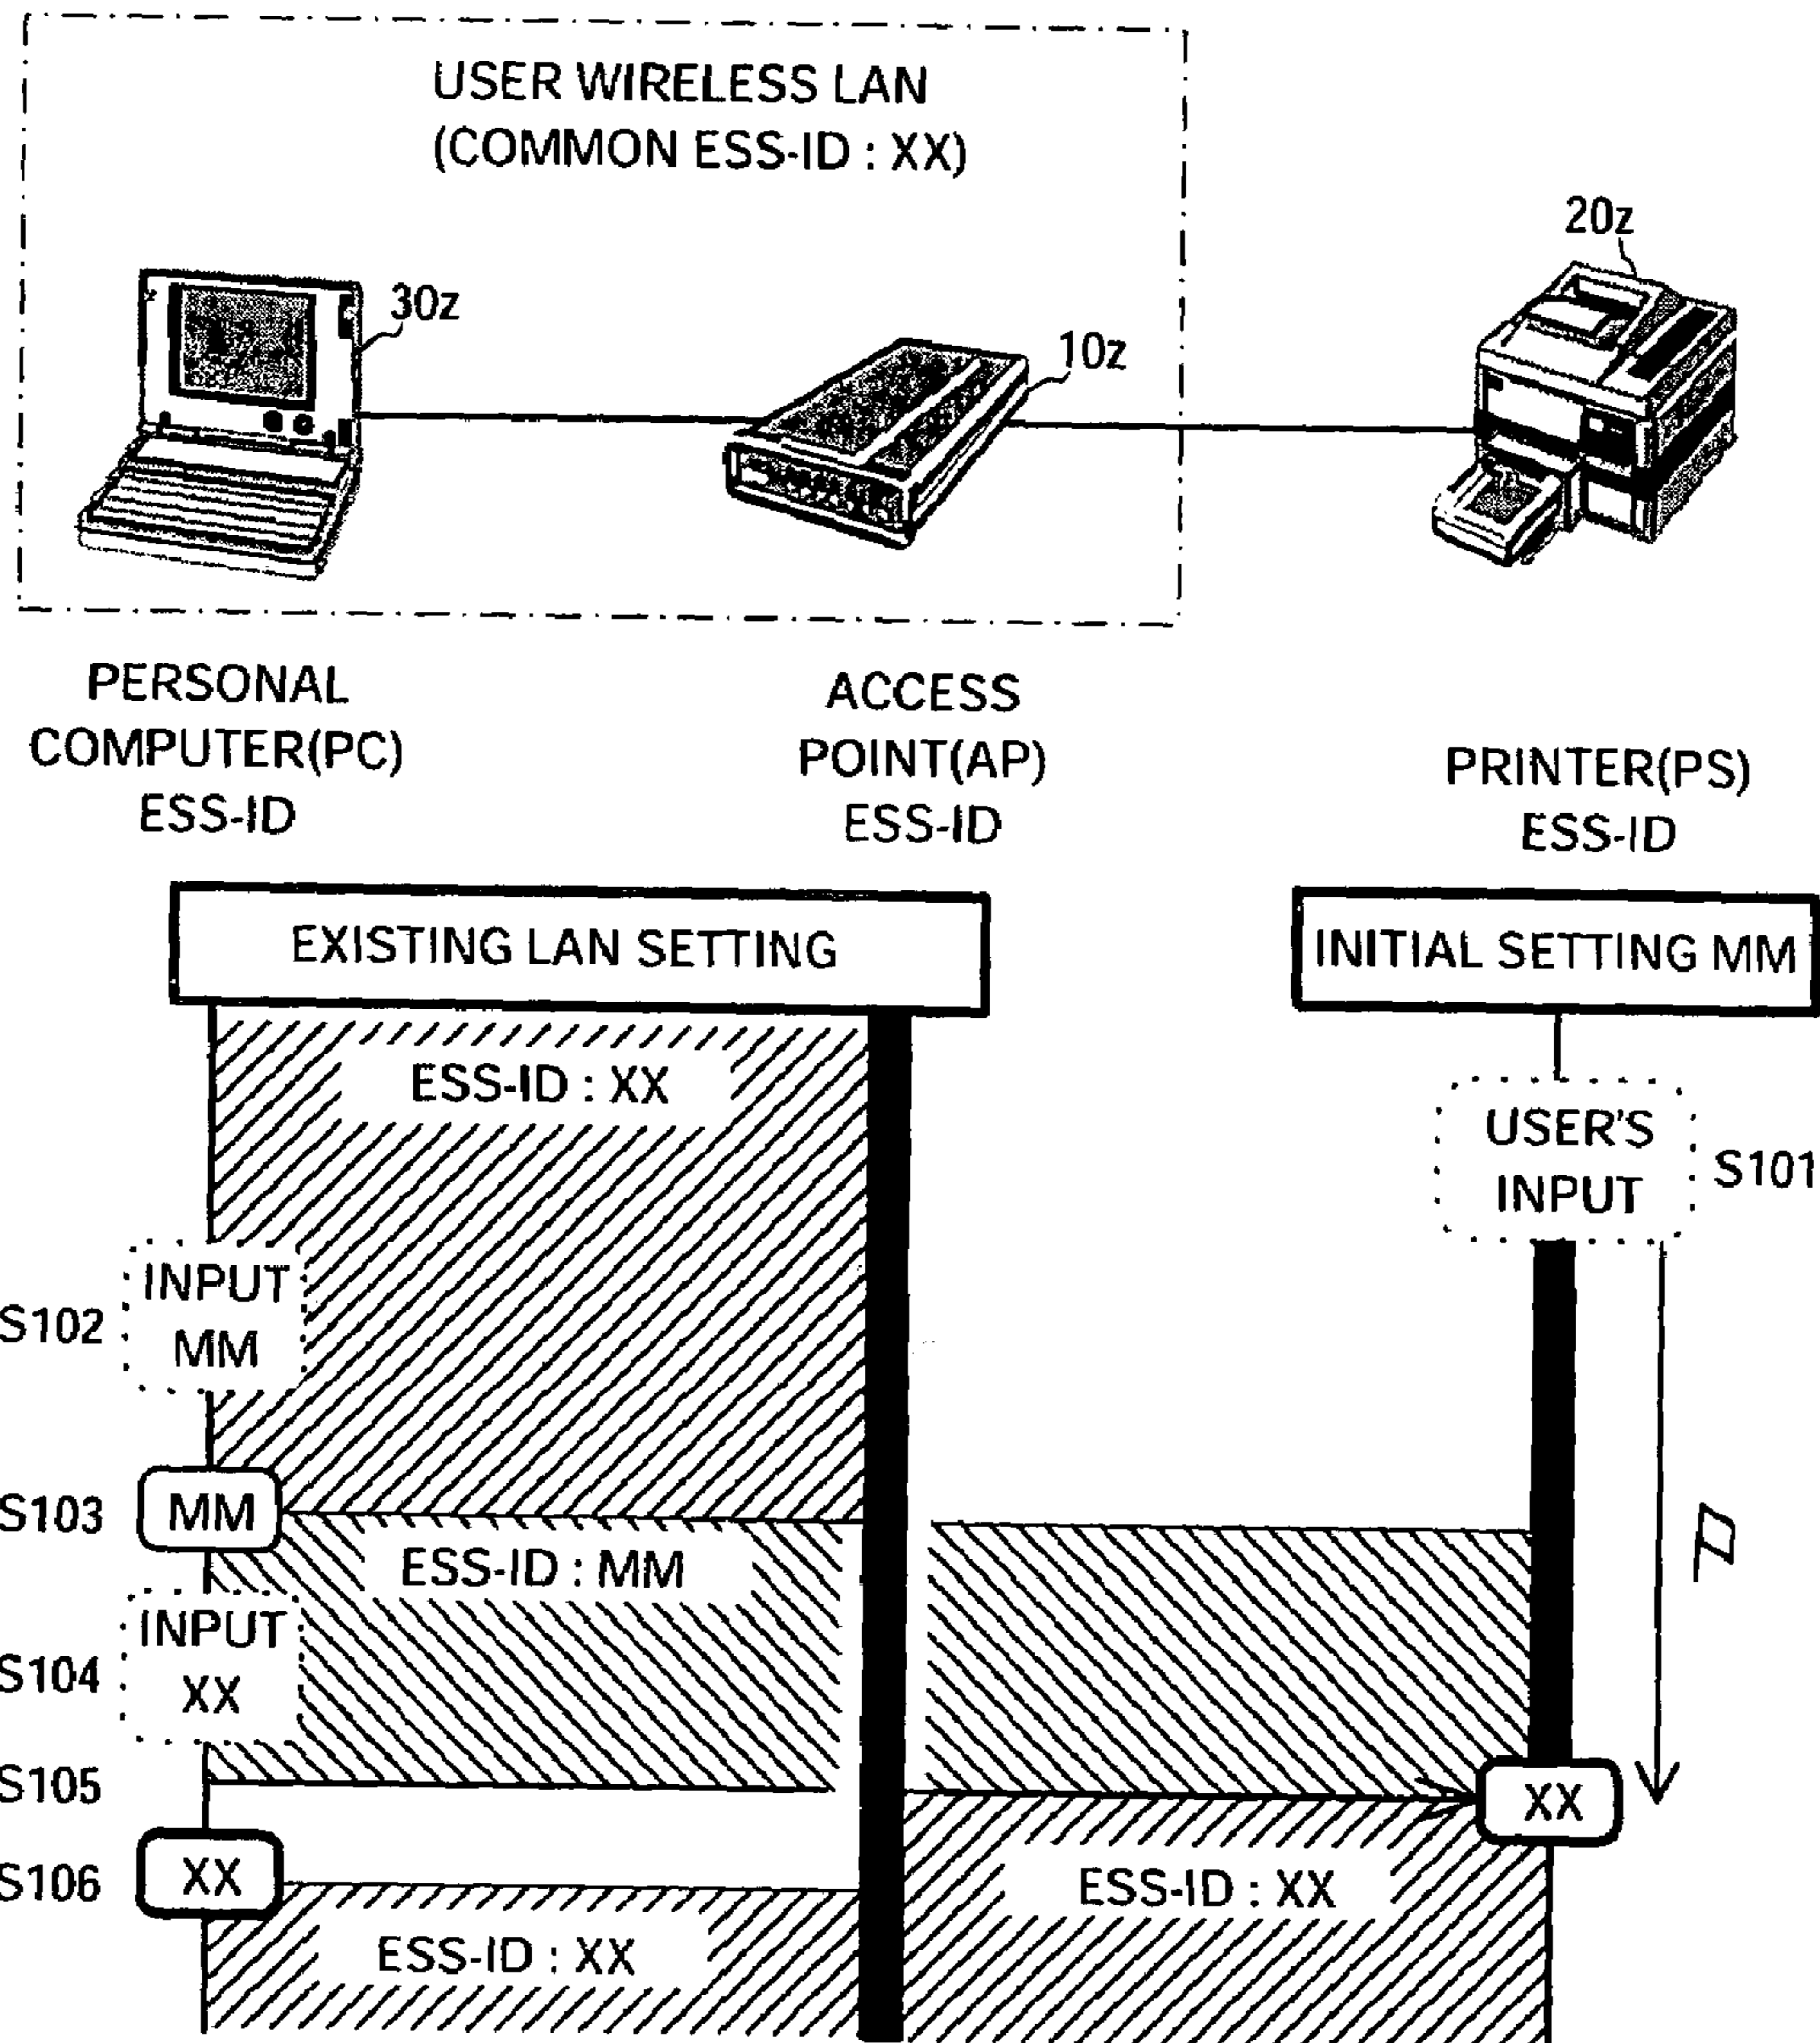 USER WIRELESS LAN
(COMMON ESS-ID : XX)
20z
30z
10z
PERSONAL
COMPUTER(PC)
ESS-ID
ACCESS
POINT(AP)
ESS-ID
PRINTER(PS)
ESS-ID
EXISTING LAN SETTING
INITIAL SETTING MM
ESS-ID : XX
USER'S
INPUT
S101
INPUT
MM
S102
S103
MM
ESS-ID : MM
INPUT
XX
S104
S105
XX
S106
XX
ESS-ID : XX
ESS-ID : XX